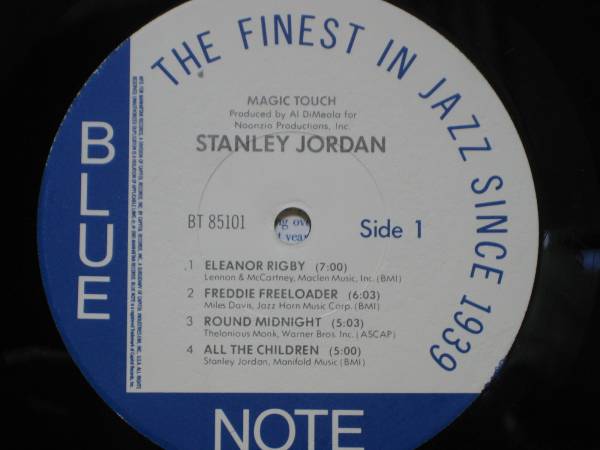 THE FINEST IN JAZZ SINCE 1939
BLUE
NOTE
MAGIC TOUCH
Produced by Al DiMeola for
Noonzio Productions, Inc.
STANLEY JORDAN
BT 85101
Side 1
1 ELEANOR RIGBY (7:00)
Lennon & McCartney, Maclen Music, Inc. (BMI)
2 FREDDIE FREELOADER (6:03)
Miles Davis, Jazz Horn Music Corp. (BMI)
3 ROUND MIDNIGHT (5:03)
Thelonious Monk, Warner Bros. Inc. (ASCAP)
4 ALL THE CHILDREN (5:00)
Stanley Jordan, Manifold Music (BMI)